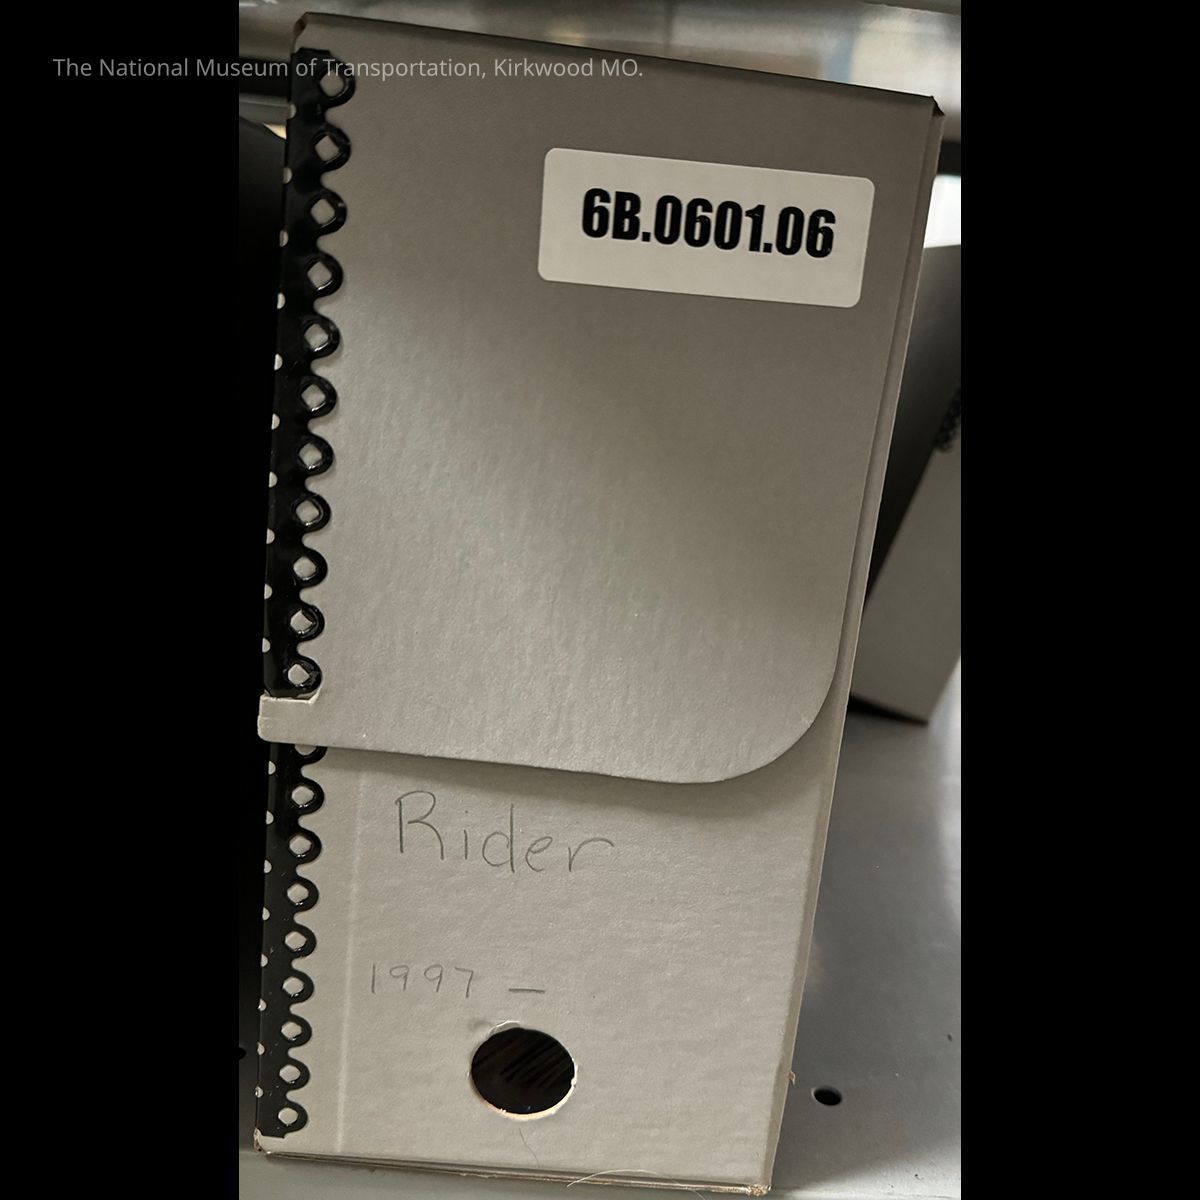 The National Museum of Transportation, Kirkwood MO.
6B.0601.06
Rider
1997 –